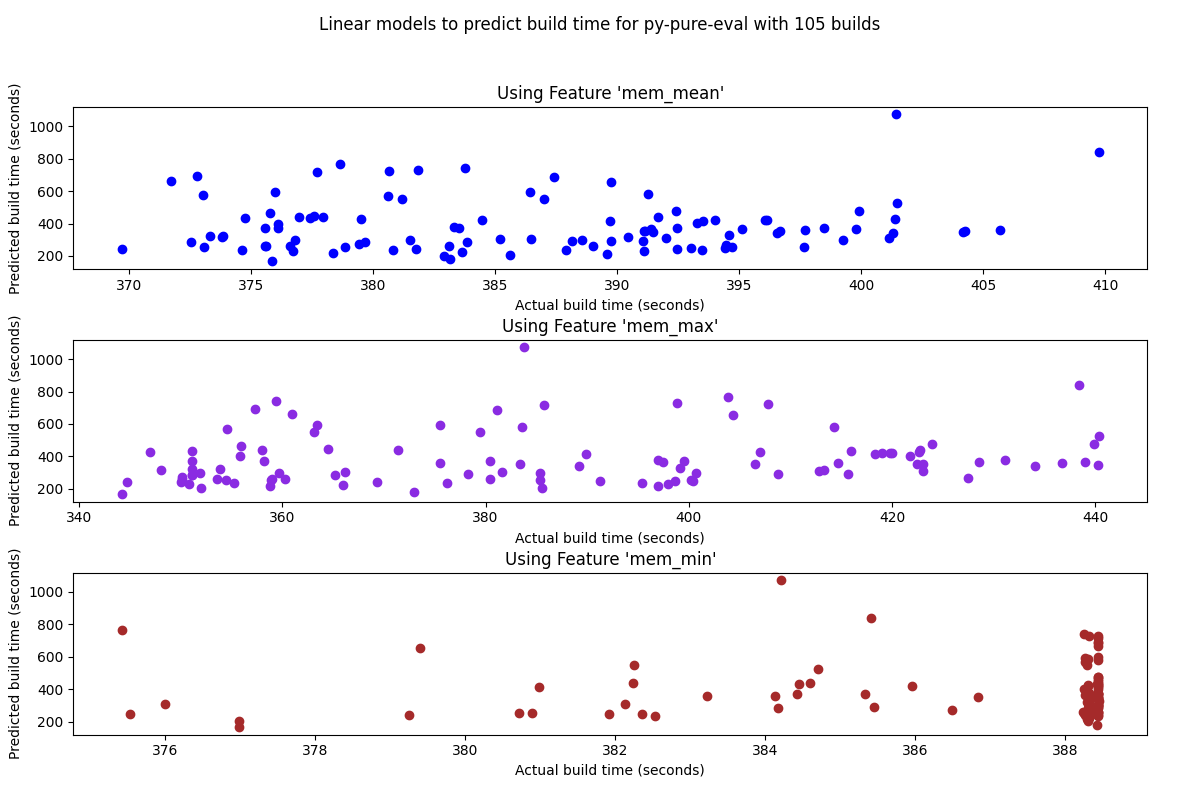 Linear models to predict build time for py-pure-eval with 105 builds
Using Feature 'mem_mean'
Predicted build time (seconds)
1000
800
600
400
200
370 375 380 385 390 395 400 405 410
Actual build time (seconds)
Using Feature 'mem_max'
Predicted build time (seconds)
1000
800
600
400
200
340 360 380 400 420 440
Actual build time (seconds)
Using Feature 'mem_min'
Predicted build time (seconds)
1000
800
600
400
200
376 378 380 382 384 386 388
Actual build time (seconds)